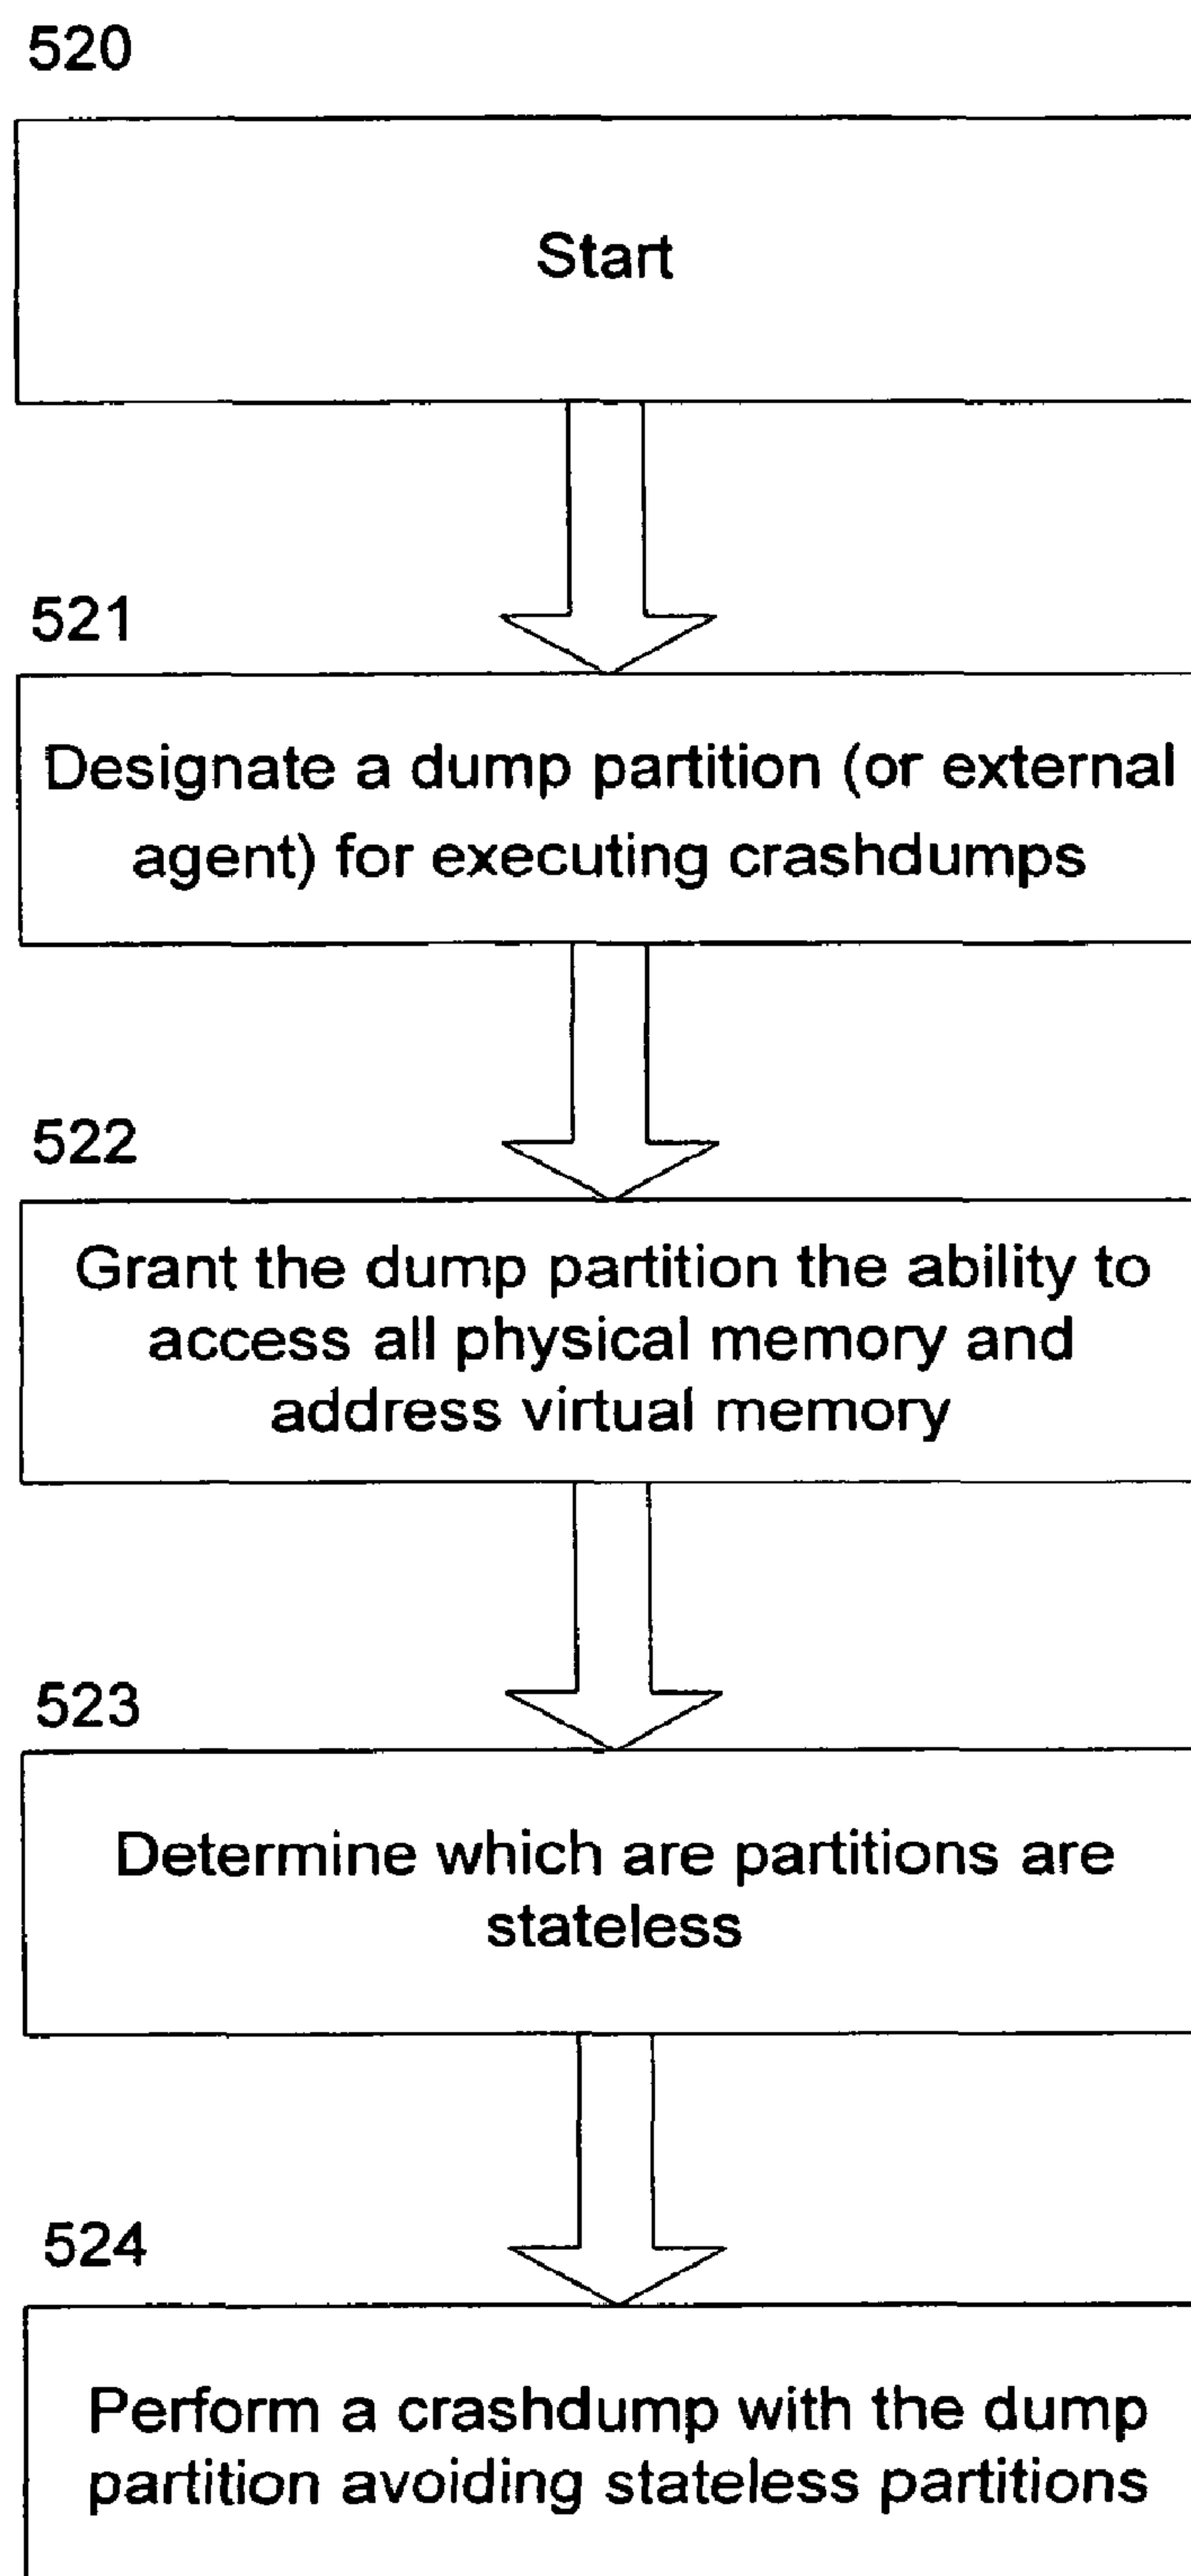 520
Start
521
Designate a dump partition (or external
agent) for executing crashdumps
522
Grant the dump partition the ability to
access all physical memory and
address virtual memory
523
Determine which are partitions are
stateless
524
Perform a crashdump with the dump
partition avoiding stateless partitions